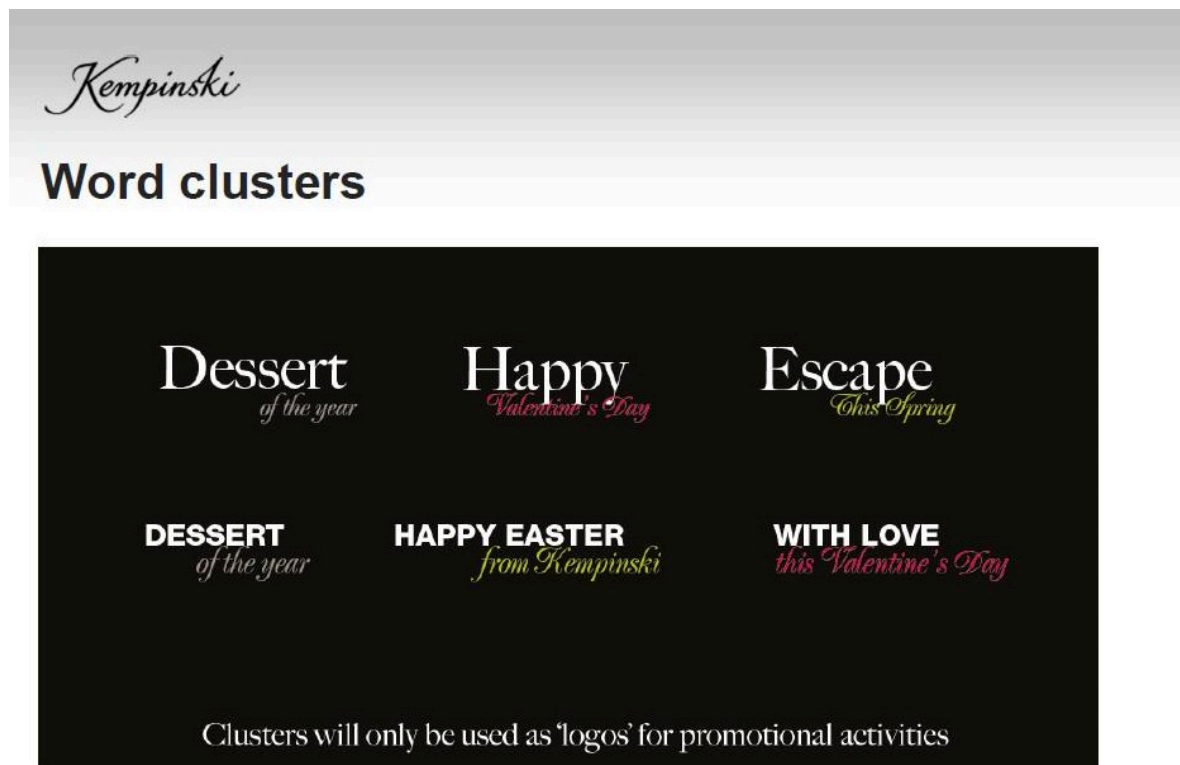 Kempinski
Word clusters
Dessert
of the year
Happy
Valentine's Day
Escape
This Spring
DESSERT
of the year
HAPPY EASTER
from Kempinski
WITH LOVE
this Valentine's Day
Clusters will only be used as ‘logos’ for promotional activities